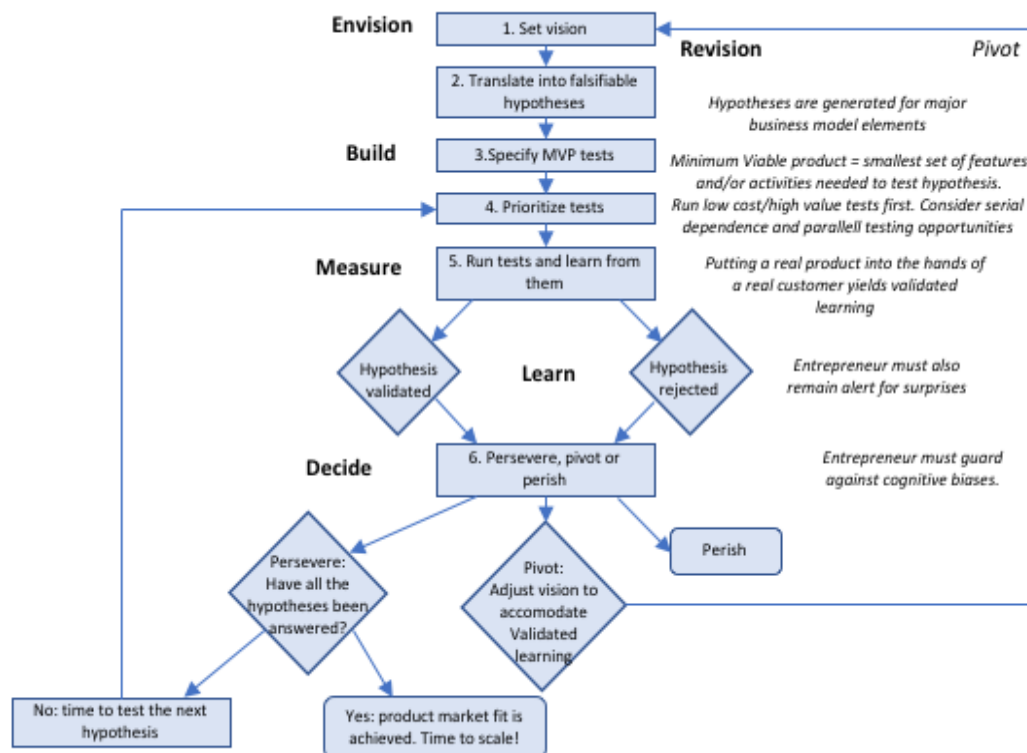 Envision
1. Set vision
Revision
Pivot
2. Translate into falsifiable
hypotheses
Hypotheses are generated for major
business model elements
Build
3.Specify MVP tests
Minimum Viable product = smallest set of features
and/or activities needed to test hypothesis.
Run low cost/high value tests first. Consider serial
dependence and parallell testing opportunities
4. Prioritize tests
Measure
5. Run tests and learn from
them
Putting a real product into the hands of
a real customer yields validated
learning
Hypothesis
validated
Learn
Hypothesis
rejected
Entrepreneur must also
remain alert for surprises
Decide
6. Persevere, pivot or
perish
Entrepreneur must guard
against cognitive biases.
Persevere:
Have all the
hypotheses been
answered?
Pivot:
Adjust vision to
accomodate
Validated
learning
Perish
No: time to test the next
hypothesis
Yes: product market fit is
achieved. Time to scale!